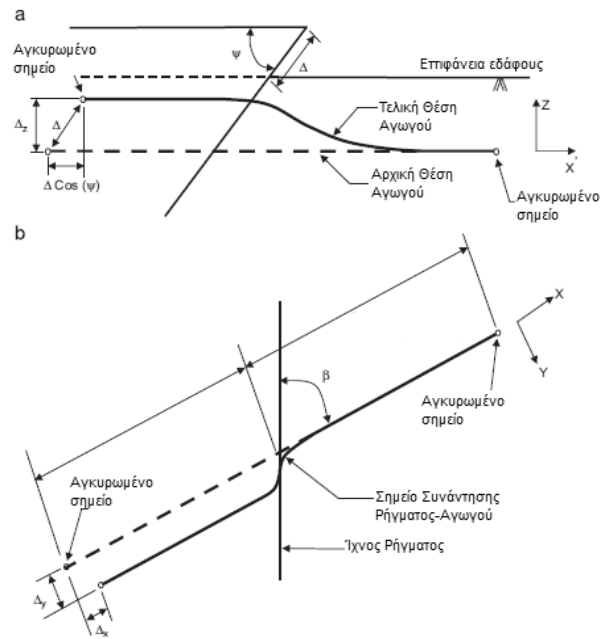 a
Αγκυρωμένο
σημείο
ψ
Δ
Επιφάνεια εδάφους
Δz
Δ
Τελική Θέση
Αγωγού
Z
X'
Αρχική Θέση
Αγωγού
Δ Cos (ψ)
Αγκυρωμένο
σημείο
b
β
X
Y
Αγκυρωμένο
σημείο
Αγκυρωμένο
σημείο
Σημείο Συνάντησης
Ρήγματος-Αγωγού
Ίχνος Ρήγματος
Δy
Δx